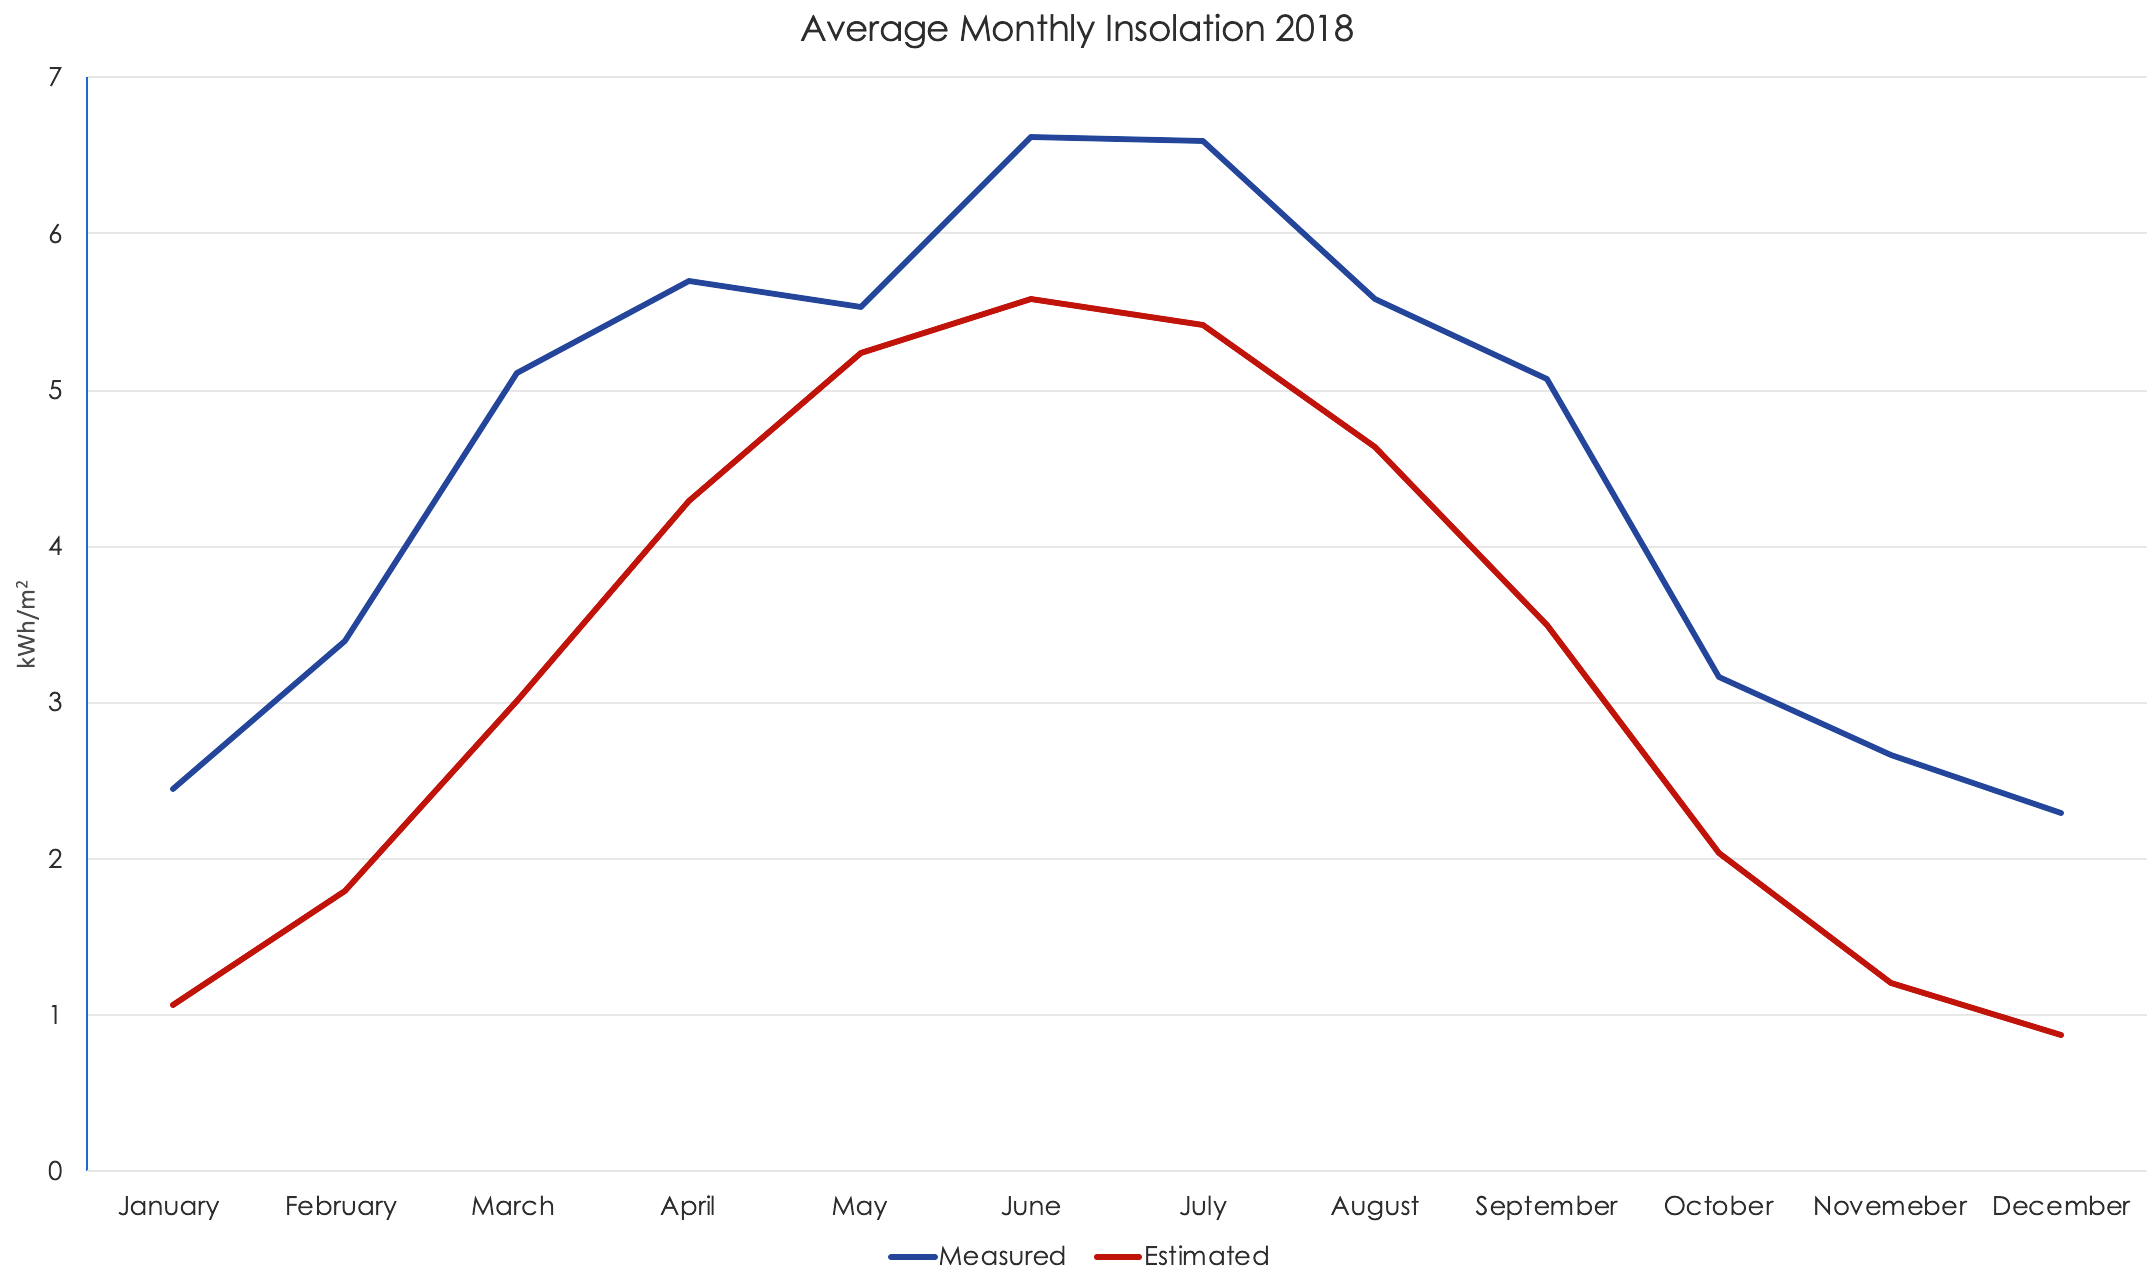 Average Monthly Insolation 2018
7
6
5
4
3
2
1
0
kWh/m²
January February March April May June July August September October Novemeber December
Measured Estimated